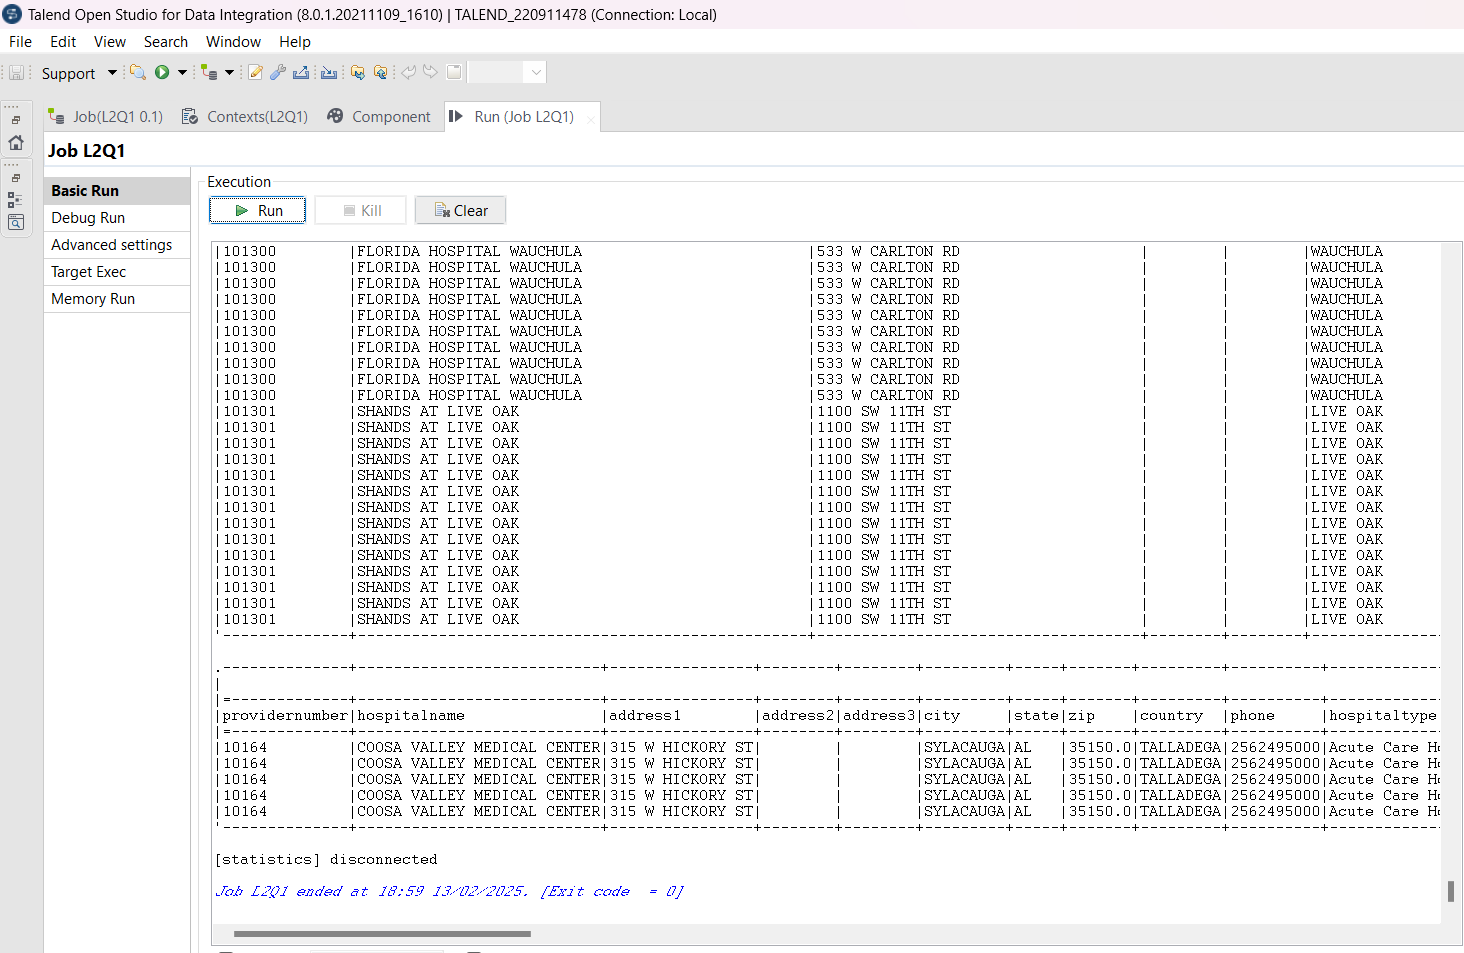 Talend Open Studio for Data Integration (8.0.1.20211109_1610) | TALEND_220911478 (Connection: Local)
File Edit View Search Window Help
Support
Job(L2Q1 0.1) Contexts(L2Q1) Component Run (Job L2Q1)
Job L2Q1
Basic Run
Debug Run
Advanced settings
Target Exec
Memory Run
Execution
Run Kill Clear
|101300 |FLORIDA HOSPITAL WAUCHULA |533 W CARLTON RD | | |WAUCHULA
|101300 |FLORIDA HOSPITAL WAUCHULA |533 W CARLTON RD | | |WAUCHULA
|101300 |FLORIDA HOSPITAL WAUCHULA |533 W CARLTON RD | | |WAUCHULA
|101300 |FLORIDA HOSPITAL WAUCHULA |533 W CARLTON RD | | |WAUCHULA
|101300 |FLORIDA HOSPITAL WAUCHULA |533 W CARLTON RD | | |WAUCHULA
|101300 |FLORIDA HOSPITAL WAUCHULA |533 W CARLTON RD | | |WAUCHULA
|101300 |FLORIDA HOSPITAL WAUCHULA |533 W CARLTON RD | | |WAUCHULA
|101300 |FLORIDA HOSPITAL WAUCHULA |533 W CARLTON RD | | |WAUCHULA
|101300 |FLORIDA HOSPITAL WAUCHULA |533 W CARLTON RD | | |WAUCHULA
|101300 |FLORIDA HOSPITAL WAUCHULA |533 W CARLTON RD | | |WAUCHULA
|101301 |SHANDS AT LIVE OAK |1100 SW 11TH ST | | |LIVE OAK
|101301 |SHANDS AT LIVE OAK |1100 SW 11TH ST | | |LIVE OAK
|101301 |SHANDS AT LIVE OAK |1100 SW 11TH ST | | |LIVE OAK
|101301 |SHANDS AT LIVE OAK |1100 SW 11TH ST | | |LIVE OAK
|101301 |SHANDS AT LIVE OAK |1100 SW 11TH ST | | |LIVE OAK
|101301 |SHANDS AT LIVE OAK |1100 SW 11TH ST | | |LIVE OAK
|101301 |SHANDS AT LIVE OAK |1100 SW 11TH ST | | |LIVE OAK
|101301 |SHANDS AT LIVE OAK |1100 SW 11TH ST | | |LIVE OAK
|101301 |SHANDS AT LIVE OAK |1100 SW 11TH ST | | |LIVE OAK
|101301 |SHANDS AT LIVE OAK |1100 SW 11TH ST | | |LIVE OAK
|101301 |SHANDS AT LIVE OAK |1100 SW 11TH ST | | |LIVE OAK
|101301 |SHANDS AT LIVE OAK |1100 SW 11TH ST | | |LIVE OAK
|101301 |SHANDS AT LIVE OAK |1100 SW 11TH ST | | |LIVE OAK
|101301 |SHANDS AT LIVE OAK |1100 SW 11TH ST | | |LIVE OAK
|providernumber|hospitalname |address1 |address2|address3|city |state|zip |country |phone |hospitaltype
|10164 |COOSA VALLEY MEDICAL CENTER|315 W HICKORY ST| | |SYLACAUGA|AL |35150.0|TALLADEGA|2562495000|Acute Care
|10164 |COOSA VALLEY MEDICAL CENTER|315 W HICKORY ST| | |SYLACAUGA|AL |35150.0|TALLADEGA|2562495000|Acute Care
|10164 |COOSA VALLEY MEDICAL CENTER|315 W HICKORY ST| | |SYLACAUGA|AL |35150.0|TALLADEGA|2562495000|Acute Care
|10164 |COOSA VALLEY MEDICAL CENTER|315 W HICKORY ST| | |SYLACAUGA|AL |35150.0|TALLADEGA|2562495000|Acute Care
|10164 |COOSA VALLEY MEDICAL CENTER|315 W HICKORY ST| | |SYLACAUGA|AL |35150.0|TALLADEGA|2562495000|Acute Care
[statistics] disconnected
Job L2Q1 ended at 18:59 13/02/2025. [Exit code = 0]